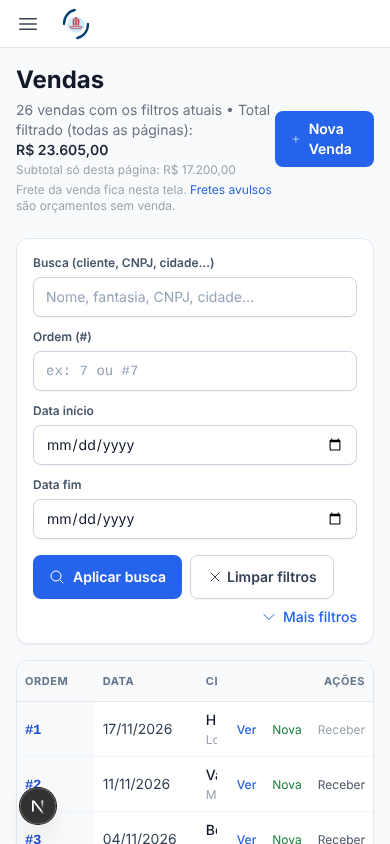 Vendas
26 vendas com os filtros atuais • Total
filtrado (todas as páginas):
R$ 23.605,00
Subtotal só desta página: R$ 17.200,00
Frete da venda fica nesta tela. Fretes avulsos
são orçamentos sem venda.
+ Nova
Venda
Busca (cliente, CNPJ, cidade...)
Nome, fantasia, CNPJ, cidade...
Ordem (#)
ex: 7 ou #7
Data início
mm/dd/yyyy
Data fim
mm/dd/yyyy
Aplicar busca
Limpar filtros
Mais filtros
ORDEM DATA AÇÕES
#1 17/11/2026 Ver Nova Receber
#2 11/11/2026 Ver Nova Receber
N
#3 04/11/2026 Ver Nova Receber